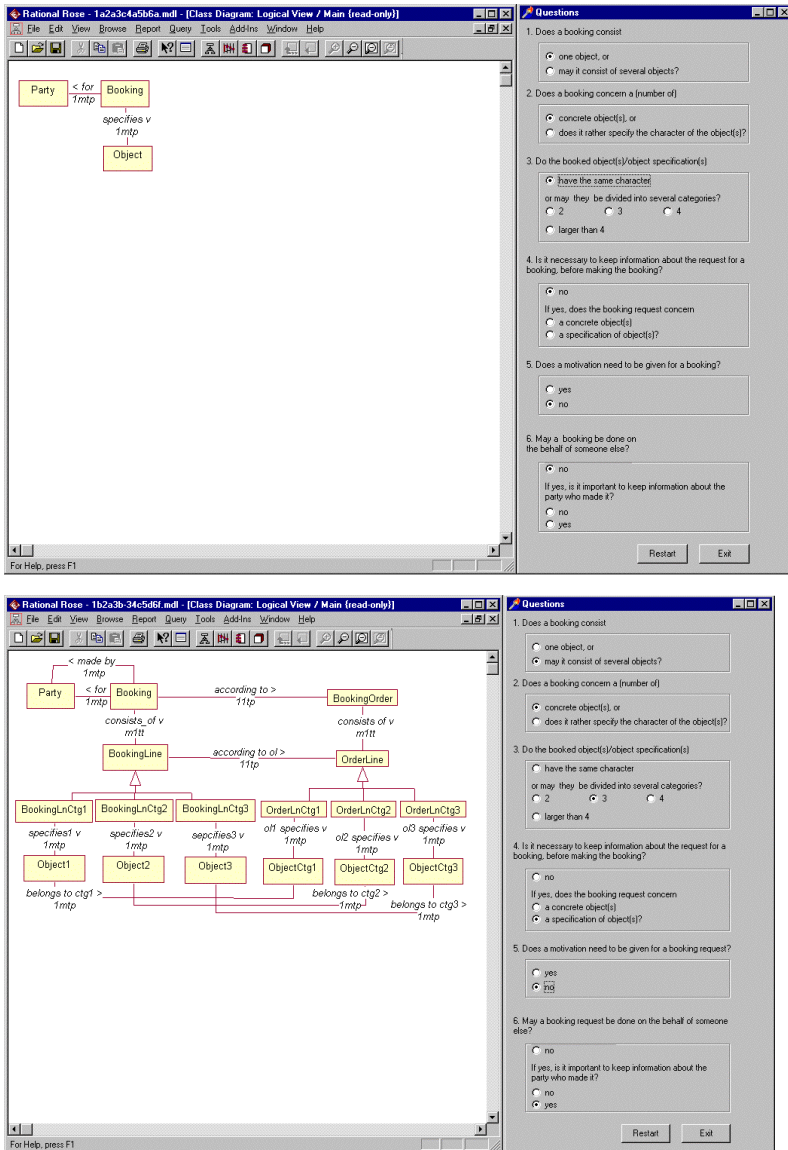 Rational Rose - 1a2a3c4a5b6a.mdl - [Class Diagram: Logical View / Main {read-only}]
File Edit View Browse Report Query Tools Add-Ins Window Help
Party
< for
1mtp
Booking
specifies v
1mtp
Object
For Help, press F1
Questions
1. Does a booking consist
one object, or
may it consist of several objects?
2. Does a booking concern a (number of)
concrete object(s), or
does it rather specify the character of the object(s)?
3. Do the booked object(s)/object specification(s)
have the same character
or may they be divided into several categories?
2 3 4
larger than 4
4. Is it necessary to keep information about the request for a
booking, before making the booking?
no
If yes, does the booking request concern
a concrete object(s)
a specification of object(s)?
5. Does a motivation need to be given for a booking?
yes
no
6. May a booking be done on
the behalf of someone else?
no
If yes, is it important to keep information about the
party who made it?
no
yes
Restart Exit
Rational Rose - 1b2a3b-34c5d6f.mdl - [Class Diagram: Logical View / Main {read-only}]
File Edit View Browse Report Query Tools Add-Ins Window Help
< made by
1mtp
Party
< for
1mtp
Booking
according to >
11tp
BookingOrder
consists_of v
m1tt
consists of v
m1tt
BookingLine
according to ol >
11tp
OrderLine
BookingLnCtg1 BookingLnCtg2 BookingLnCtg3 OrderLnCtg1 OrderLnCtg2 OrderLnCtg3
specifies1 v
1mtp
specifies2 v
1mtp
sepcifies3 v
1mtp
ol1 specifies v
1mtp
ol2 specifies v
1mtp
ol3 specifies v
1mtp
Object1 Object2 Object3 ObjectCtg1 ObjectCtg2 ObjectCtg3
belongs to ctg1 >
1mtp
belongs to ctg2 >
1mtp
belongs to ctg3 >
1mtp
For Help, press F1
Questions
1. Does a booking consist
one object, or
may it consist of several objects?
2. Does a booking concern a (number of)
concrete object(s), or
does it rather specify the character of the object(s)?
3. Do the booked object(s)/object specification(s)
have the same character
or may they be divided into several categories?
2 3 4
larger than 4
4. Is it necessary to keep information about the request for a
booking, before making the booking?
no
If yes, does the booking request concern
a concrete object(s)
a specification of object(s)?
5. Does a motivation need to be given for a booking request?
yes
no
6. May a booking request be done on the behalf of someone
else?
no
If yes, is it important to keep information about the
party who made it?
no
yes
Restart Exit